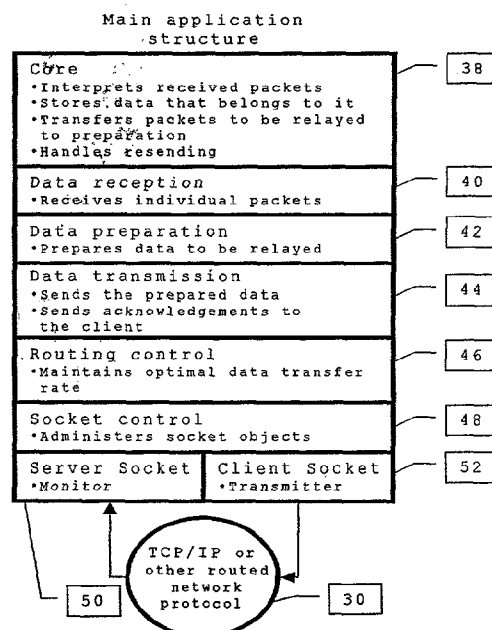 Main application
structure
Core
•Interprets received packets
•Stores data that belongs to it
•Transfers packets to be relayed
to preparation
•Handles resending
38
Data reception
•Receives individual packets
40
Data preparation
•Prepares data to be relayed
42
Data transmission
•Sends the prepared data
•Sends acknowledgements to
the client
44
Routing control
•Maintains optimal data transfer
rate
46
Socket control
•Administers socket objects
48
Server Socket
•Monitor
Client Socket
•Transmitter
52
TCP/IP or
other routed
network
protocol
50
30